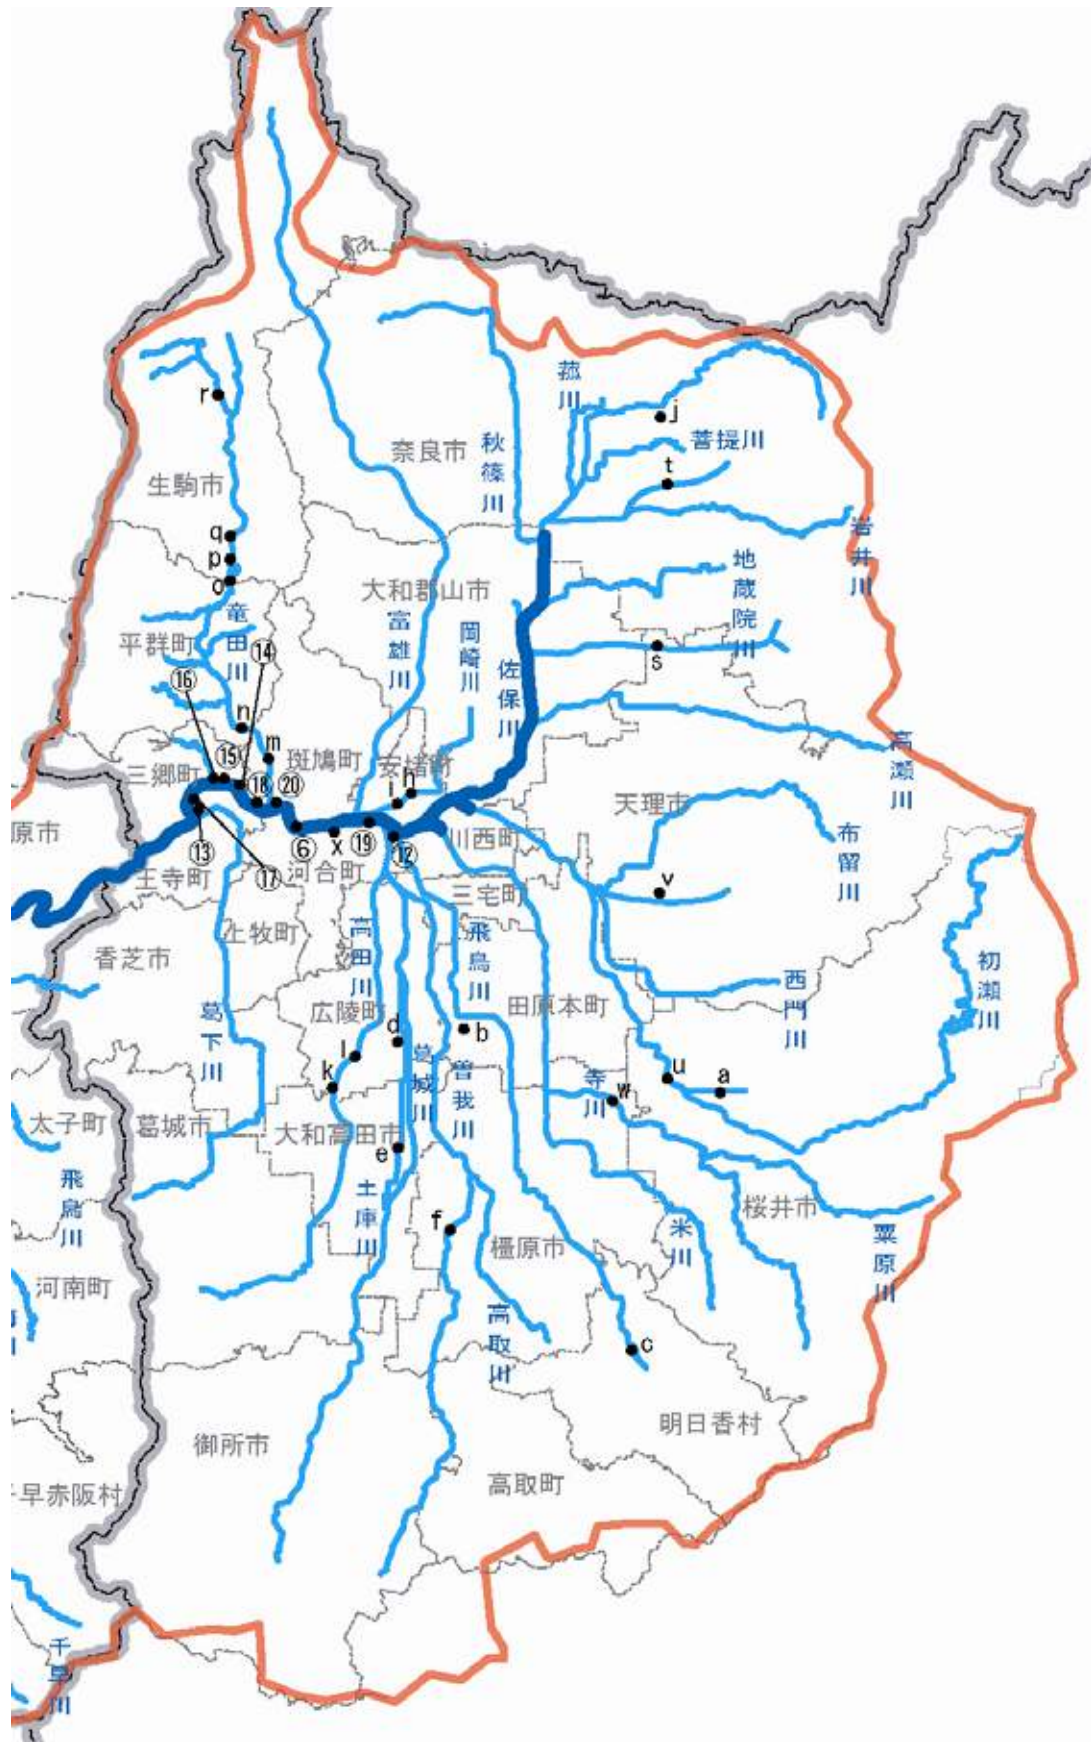 菰川
j
菩提川
秋篠川
奈良市
r
t
生駒市
q
岩井川
p
地蔵院川
o
大和郡山市
竜田川
富雄川
岡崎川
平群町
⑭
s
佐保川
⑯
n
m
斑鳩町
安堵町
高瀬川
三郷町
⑮
h
i
⑱
⑳
天理市
原市
布留川
⑬
⑥
x
⑲
⑫
川西町
王寺町
⑰
河合町
三宅町
v
上牧町
高田川
飛鳥川
香芝市
初瀬川
西門川
葛下川
広陵町
田原本町
d
b
l
葛城川
曽我川
k
寺川
u
a
w
太子町
葛城市
大和高田市
e
飛鳥川
土庫川
桜井市
f
橿原市
米川
粟原川
河南町
高取川
c
明日香村
御所市
高取町
早赤阪村
千早川